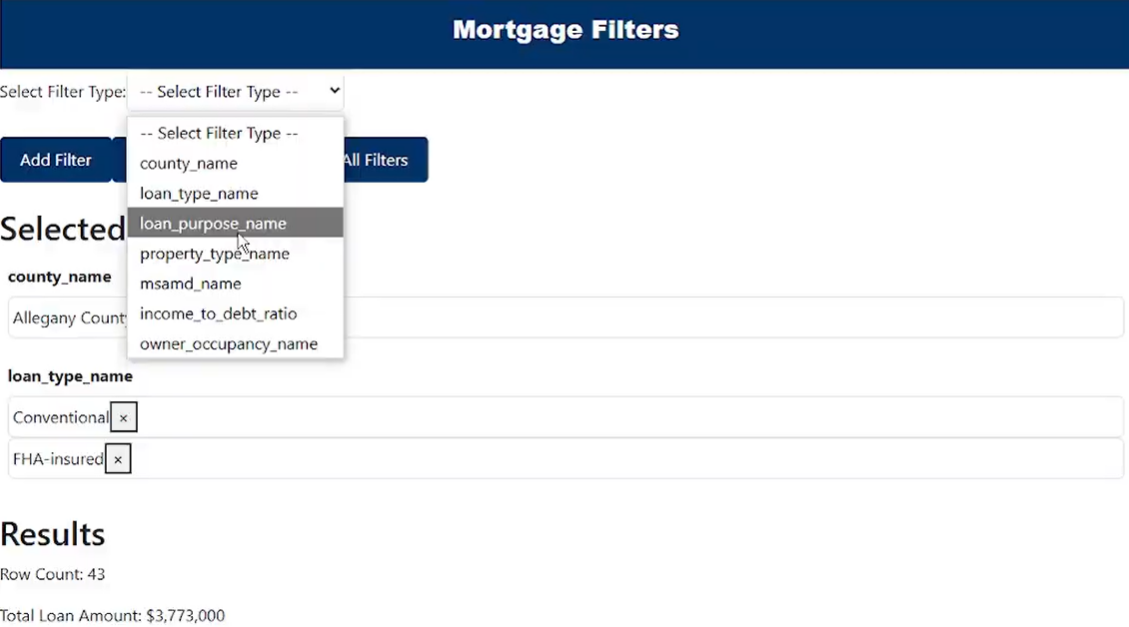 Mortgage Filters
Select Filter Type: -- Select Filter Type --
-- Select Filter Type --
county_name
loan_type_name
loan_purpose_name
property_type_name
msamd_name
income_to_debt_ratio
owner_occupancy_name
Add Filter
All Filters
Selected
county_name
Allegany County
loan_type_name
Conventional ×
FHA-insured ×
Results
Row Count: 43
Total Loan Amount: $3,773,000